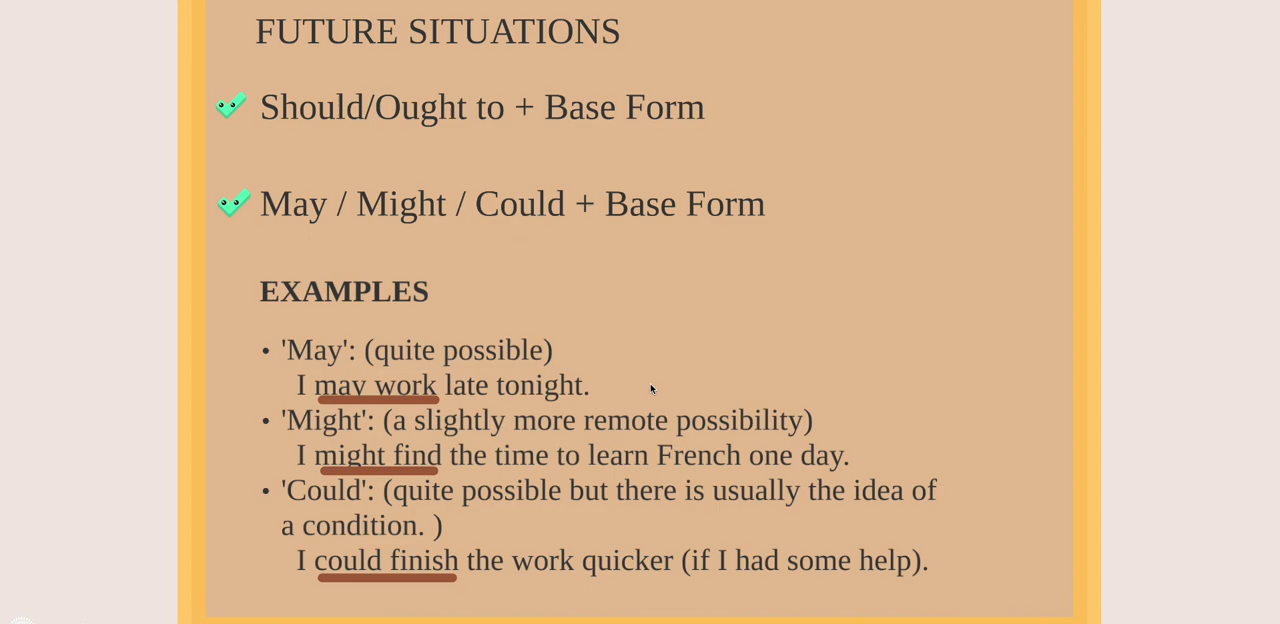 FUTURE SITUATIONS
Should/Ought to + Base Form
May / Might / Could + Base Form
EXAMPLES
• 'May': (quite possible)
I may work late tonight.
• 'Might': (a slightly more remote possibility)
I might find the time to learn French one day.
• 'Could': (quite possible but there is usually the idea of
a condition. )
I could finish the work quicker (if I had some help).